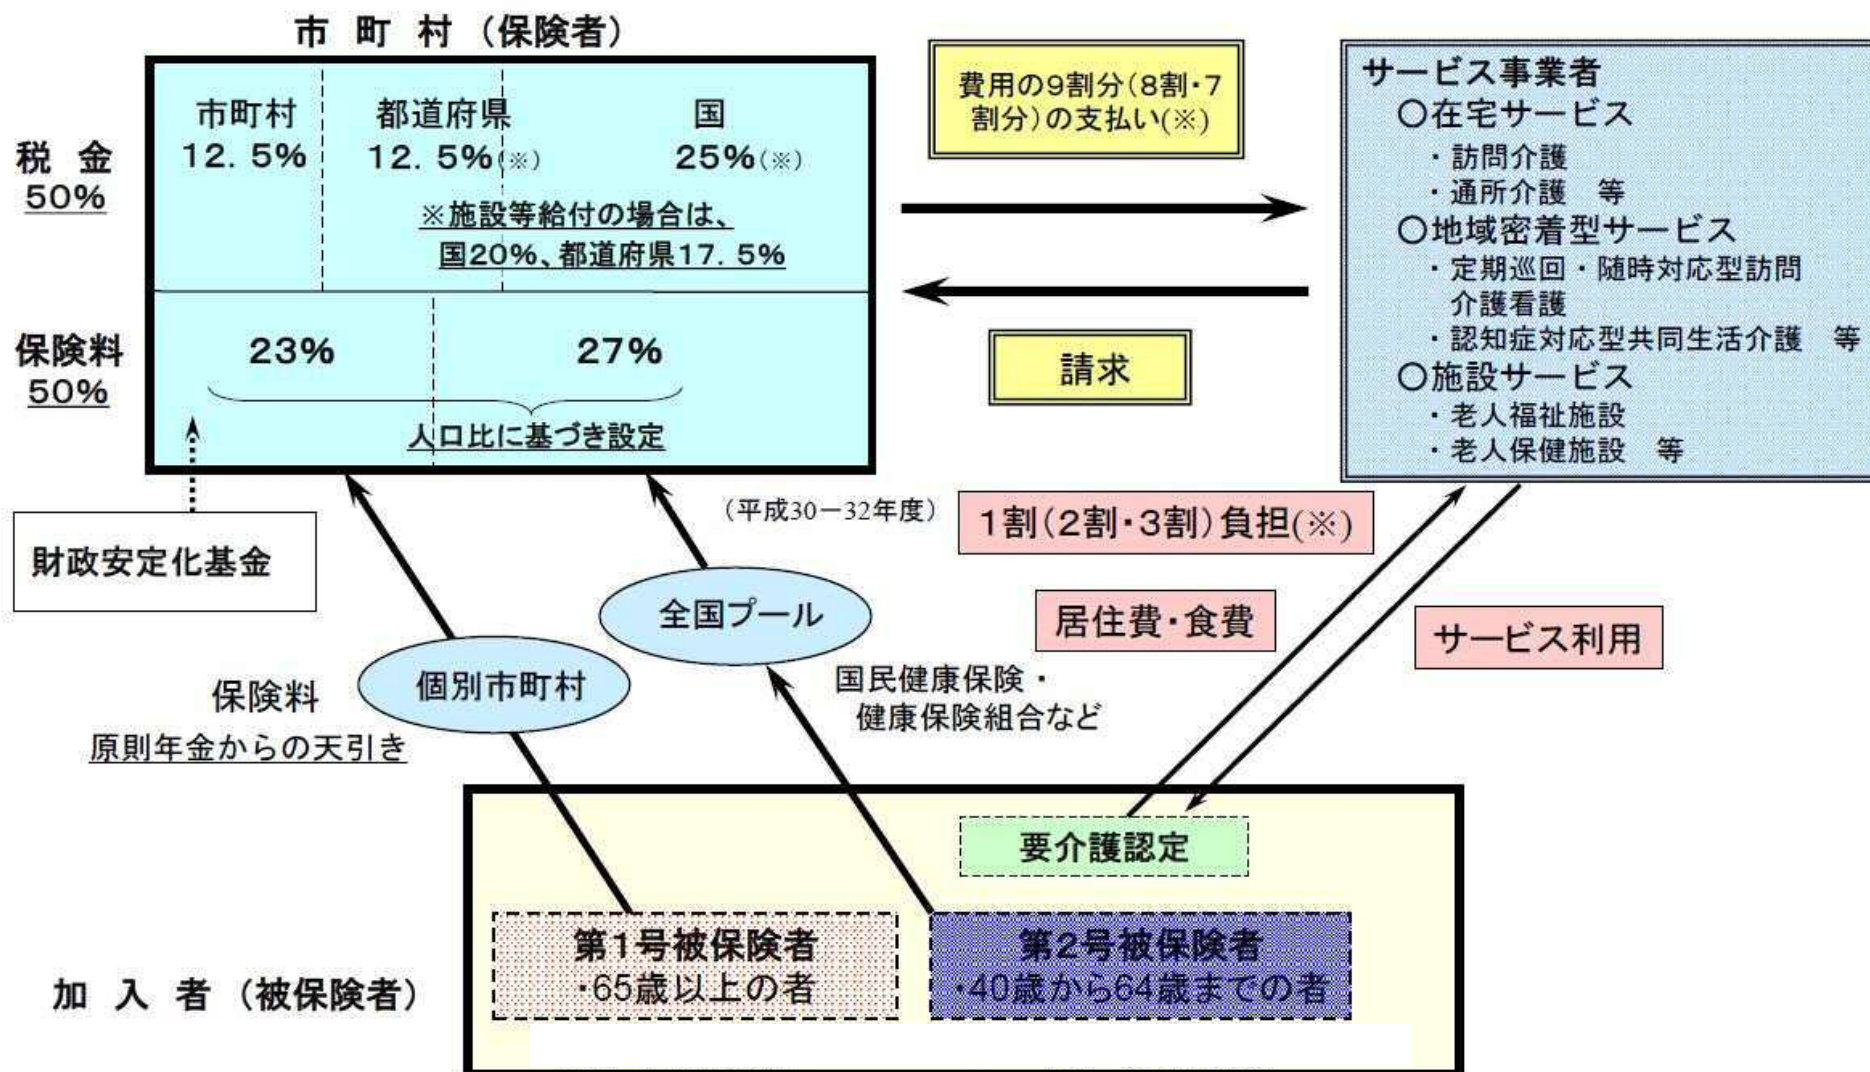 市 町 村 （保険者）
税 金
50%
市町村
12. 5%
都道府県
12. 5%(※)
国
25%(※)
※施設等給付の場合は、
国20%、都道府県17. 5%
保険料
50%
23%
27%
人口比に基づき設定
財政安定化基金
費用の9割分（8割・7
割分）の支払い(※)
請求
サービス事業者
○在宅サービス
・訪問介護
・通所介護　等
○地域密着型サービス
・定期巡回・随時対応型訪問
介護看護
・認知症対応型共同生活介護　等
○施設サービス
・老人福祉施設
・老人保健施設　等
（平成30－32年度）
1割（2割・3割）負担(※)
全国プール
居住費・食費
サービス利用
個別市町村
保険料
原則年金からの天引き
国民健康保険・
健康保険組合など
要介護認定
加 入 者 （被保険者）
第1号被保険者
・65歳以上の者
第2号被保険者
・40歳から64歳までの者